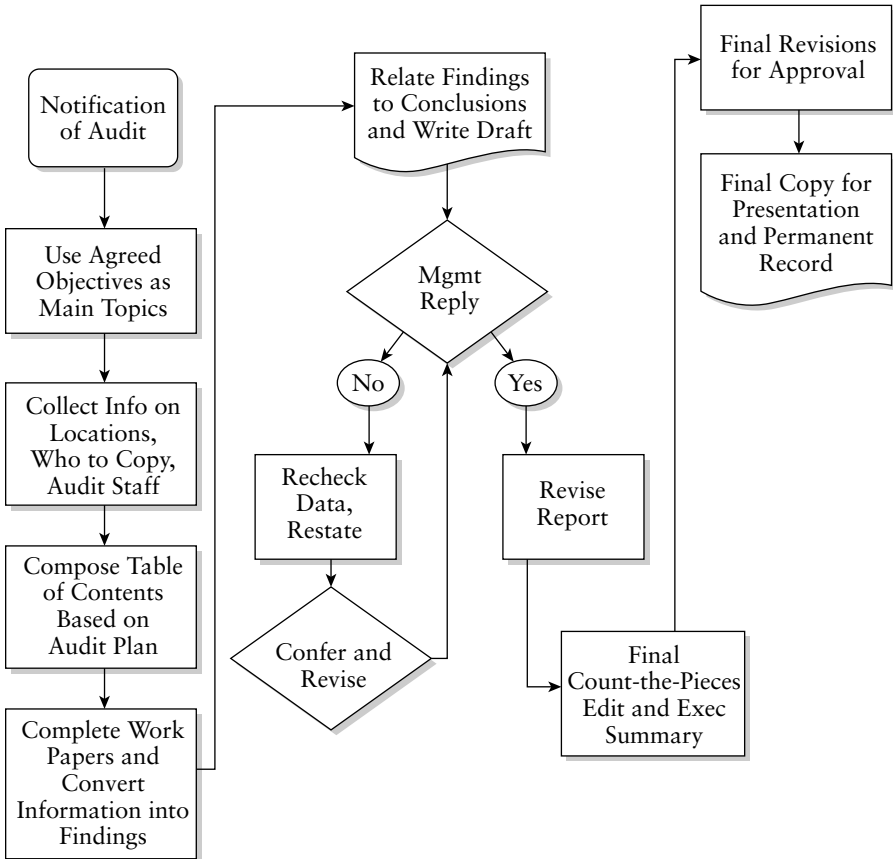 Notification
of Audit
Use Agreed
Objectives as
Main Topics
Collect Info on
Locations,
Who to Copy,
Audit Staff
Compose Table
of Contents
Based on
Audit Plan
Complete Work
Papers and
Convert
Information into
Findings
Relate Findings
to Conclusions
and Write Draft
Mgmt
Reply
No
Yes
Recheck
Data,
Restate
Confer and
Revise
Revise
Report
Final
Count-the-Pieces
Edit and Exec
Summary
Final Revisions
for Approval
Final Copy for
Presentation
and Permanent
Record